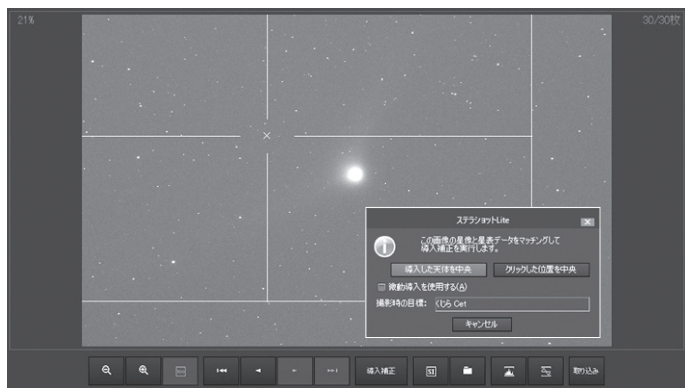 21%
30/30枚
ステラショットLite
この画像の星像と星表データをマッチングして
導入補正を実行します。
導入した天体を中央
クリックした位置を中央
微動導入を使用する(A)
撮影時の目標: くじら Cet
キャンセル
導入補正
取り込み